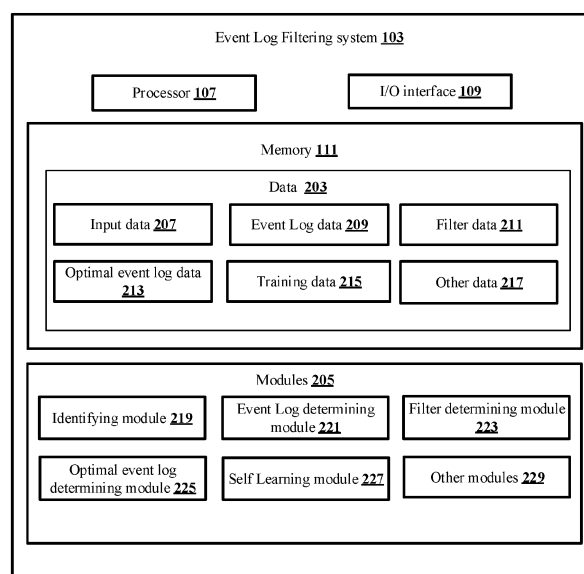 Event Log Filtering system 103
Processor 107
I/O interface 109
Memory 111
Data 203
Input data 207
Event Log data 209
Filter data 211
Optimal event log data
213
Training data 215
Other data 217
Modules 205
Identifying module 219
Event Log determining
module 221
Filter determining module
223
Optimal event log
determining module 225
Self Learning module 227
Other modules 229